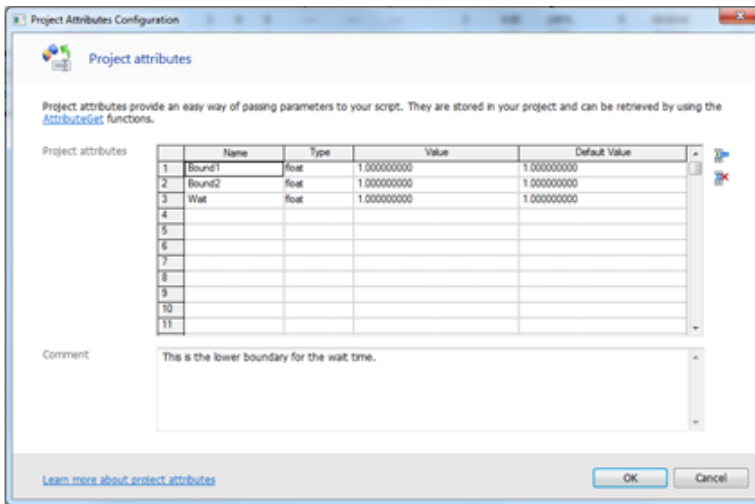 Project Attributes Configuration
Project attributes
Project attributes provide an easy way of passing parameters to your script. They are stored in your project and can be retrieved by using the
AttributeGet functions.
Project attributes
Name Type Value Default Value
1 Bound1 float 1.000000000 1.000000000
2 Bound2 float 1.000000000 1.000000000
3 Wait float 1.000000000 1.000000000
4
5
6
7
8
9
10
11
Comment
This is the lower boundary for the wait time.
Learn more about project attributes
OK Cancel